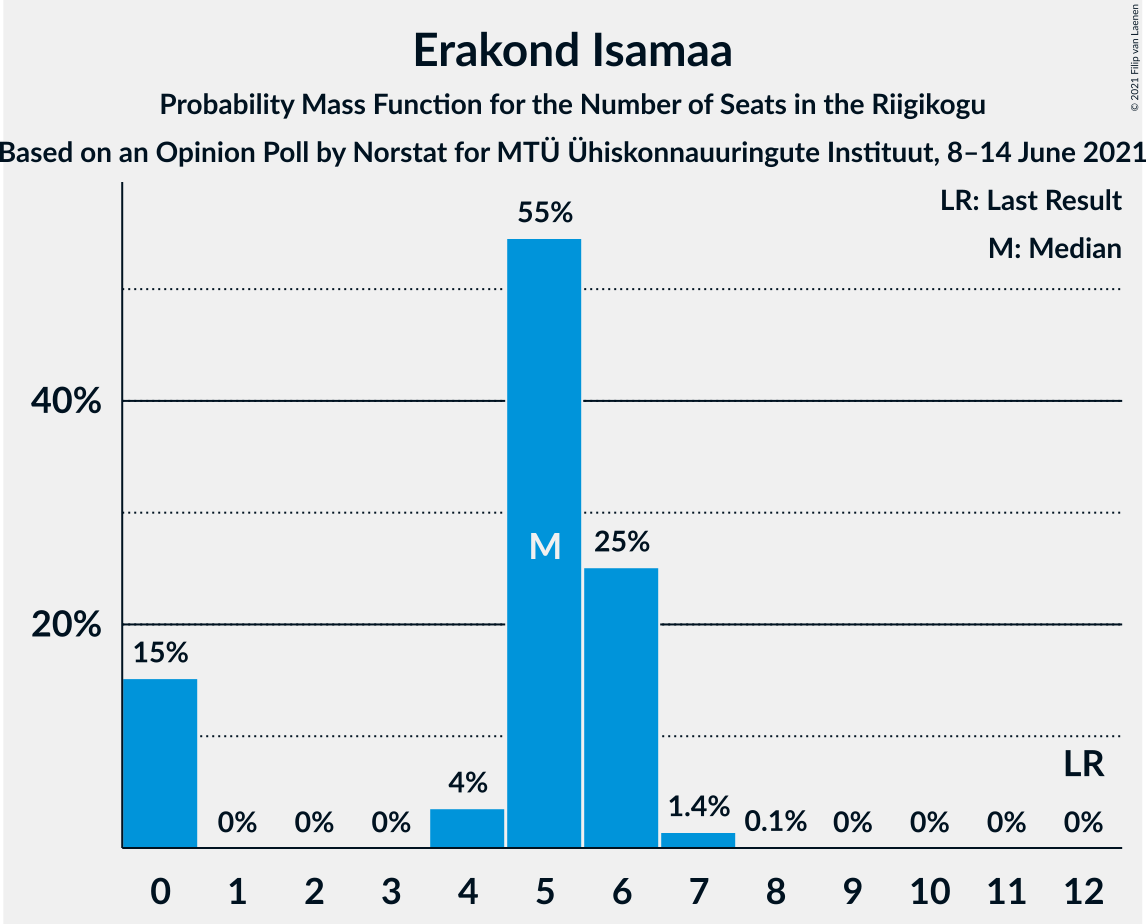 Erakond Isamaa
Probability Mass Function for the Number of Seats in the Riigikogu
Based on an Opinion Poll by Norstat for MTÜ Ühiskonnauuringute Instituut, 8–14 June 2021
© 2021 Filip van Laenen
LR: Last Result
M: Median
55%
40%
M
25%
20%
15%
LR
4%
1.4%
0% 0% 0% 0.1% 0% 0% 0% 0%
0 1 2 3 4 5 6 7 8 9 10 11 12